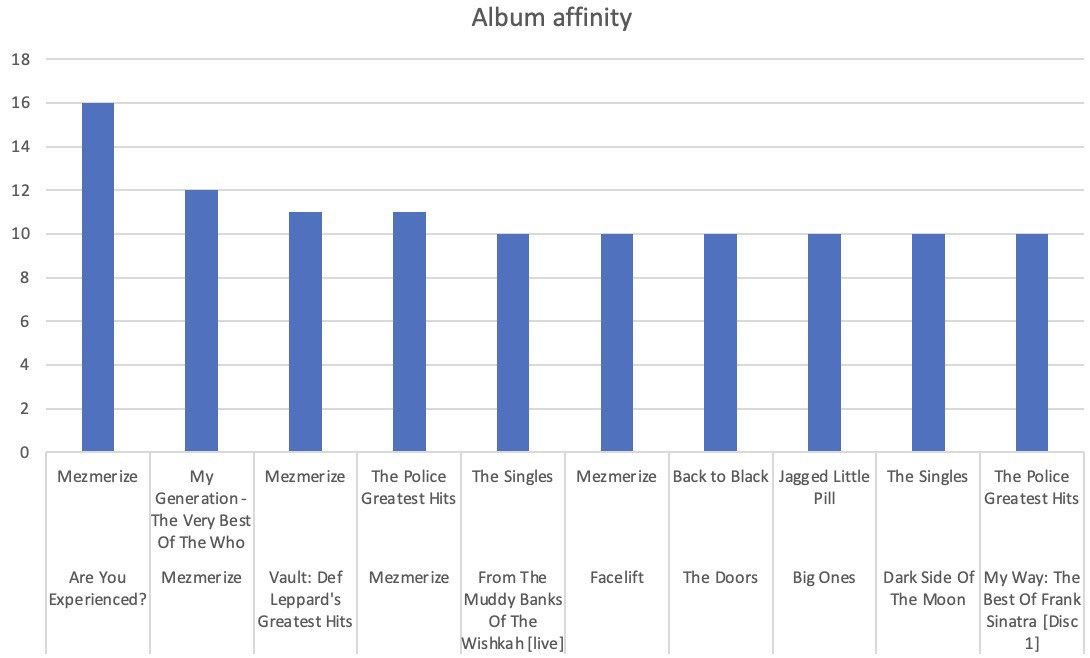 Album affinity
18
16
14
12
10
8
6
4
2
0
Mezmerize
My
Generation -
The Very Best
Of The Who
Mezmerize
The Police
Greatest Hits
The Singles
Mezmerize
Back to Black
Jagged Little
Pill
The Singles
The Police
Greatest Hits
Are You
Experienced?
Mezmerize
Vault: Def
Leppard's
Greatest Hits
Mezmerize
From The
Muddy Banks
Of The
Wishkah [live]
Facelift
The Doors
Big Ones
Dark Side Of
The Moon
My Way: The
Best Of Frank
Sinatra [Disc
1]